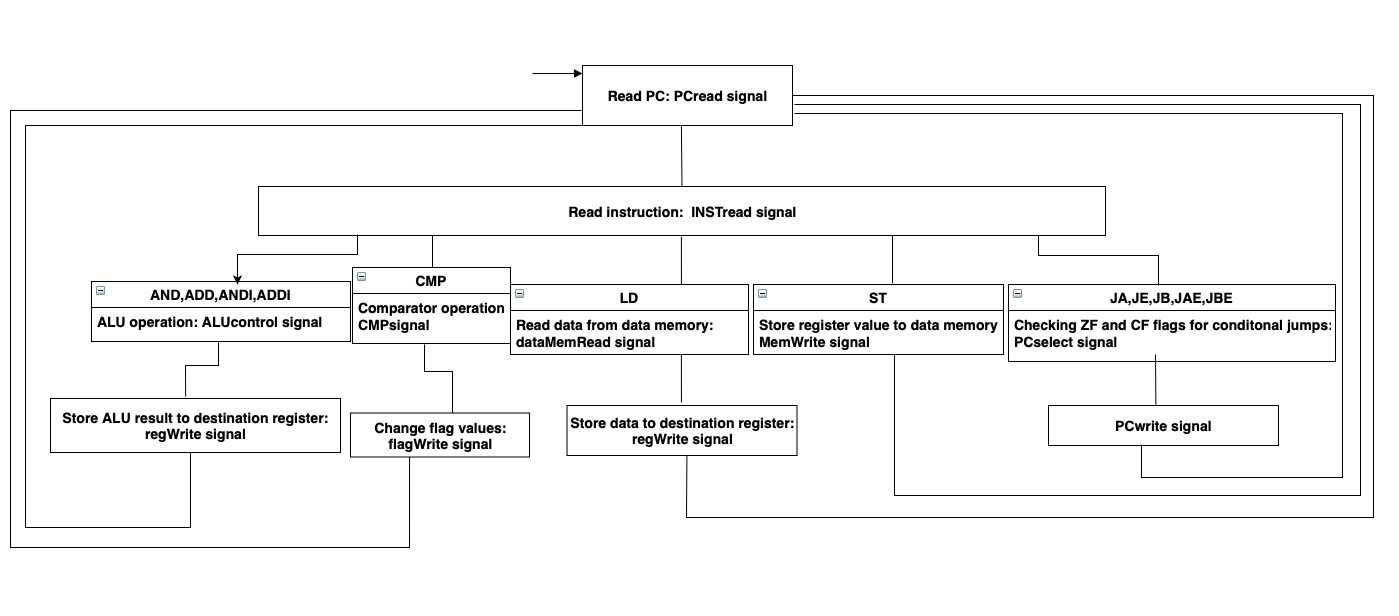 Read PC: PCread signal
Read instruction:  INSTread signal
AND,ADD,ANDI,ADDI
ALU operation: ALUcontrol signal
CMP
Comparator operation
CMPsignal
LD
Read data from data memory:
dataMemRead signal
ST
Store register value to data memory
MemWrite signal
JA,JE,JB,JAE,JBE
Checking ZF and CF flags for conditonal jumps:
PCselect signal
Store ALU result to destination register:
regWrite signal
Change flag values:
flagWrite signal
Store data to destination register:
regWrite signal
PCwrite signal